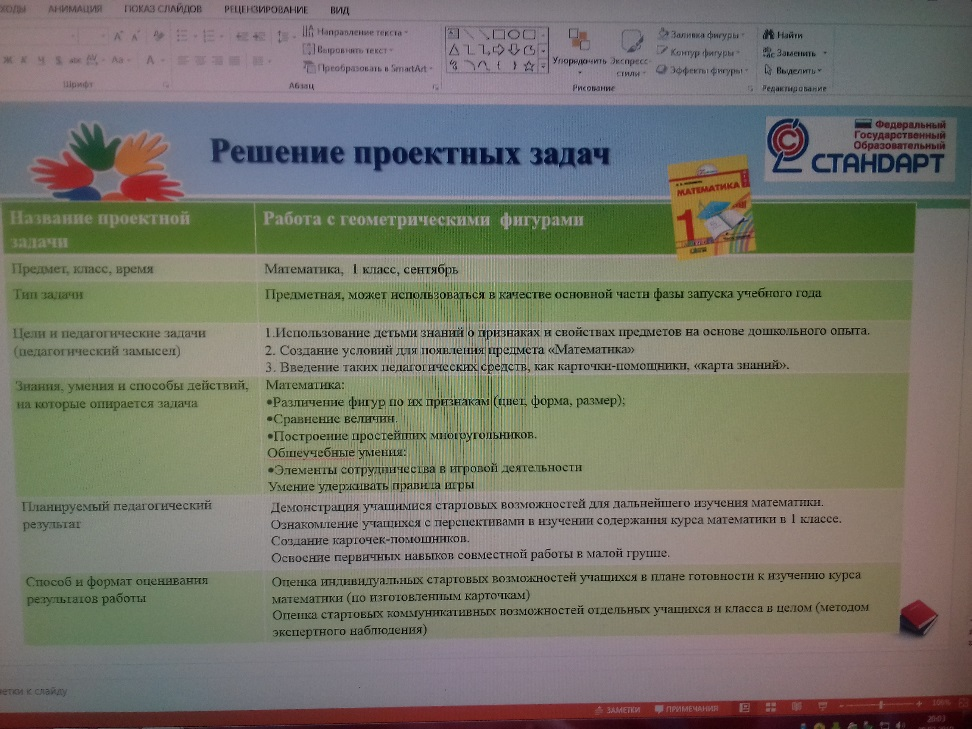 ХОДЫ АНИМАЦИЯ ПОКАЗ СЛАЙДОВ РЕЦЕНЗИРОВАНИЕ ВИД
Направление текста
Выровнять текст
Преобразовать в SmartArt
Упорядочить Экспресс-
стили
Заливка фигуры
Контур фигуры
Эффекты фигуры
Найти
Заменить
Выделить
Шрифт Абзац Рисование Редактирование
Решение проектных задач
Федеральный
Государственный
Образовательный
СТАНДАРТ
МАТЕМАТИКА
1
Название проектной
задачи
Работа с геометрическими фигурами
Предмет, класс, время
Математика, 1 класс, сентябрь
Тип задачи
Предметная, может использоваться в качестве основной части фазы запуска учебного года
Цели и педагогические задачи
(педагогический замысел)
1.Использование детьми знаний о признаках и свойствах предметов на основе дошкольного опыта.
2. Создание условий для появления предмета «Математика»
3. Введение таких педагогических средств, как карточки-помощники, «карта знаний».
Знания, умения и способы действий,
на которые опирается задача
Математика:
•Различение фигур по их признакам (цвет, форма, размер);
•Сравнение величин.
•Построение простейших многоугольников.
Общеучебные умения:
•Элементы сотрудничества в игровой деятельности
Умение удерживать правила игры
Планируемый педагогический
результат
Демонстрация учащимися стартовых возможностей для дальнейшего изучения математики.
Ознакомление учащихся с перспективами в изучении содержания курса математики в 1 классе.
Создание карточек-помощников.
Освоение первичных навыков совместной работы в малой группе.
Способ и формат оценивания
результатов работы
Оценка индивидуальных стартовых возможностей учащихся в плане готовности к изучению курса
математики (по изготовленным карточкам)
Оценка стартовых коммуникативных возможностей отдельных учащихся и класса в целом (методом
экспертного наблюдения)
етки к слайду
ЗАМЕТКИ ПРИМЕЧАНИЯ
20:03